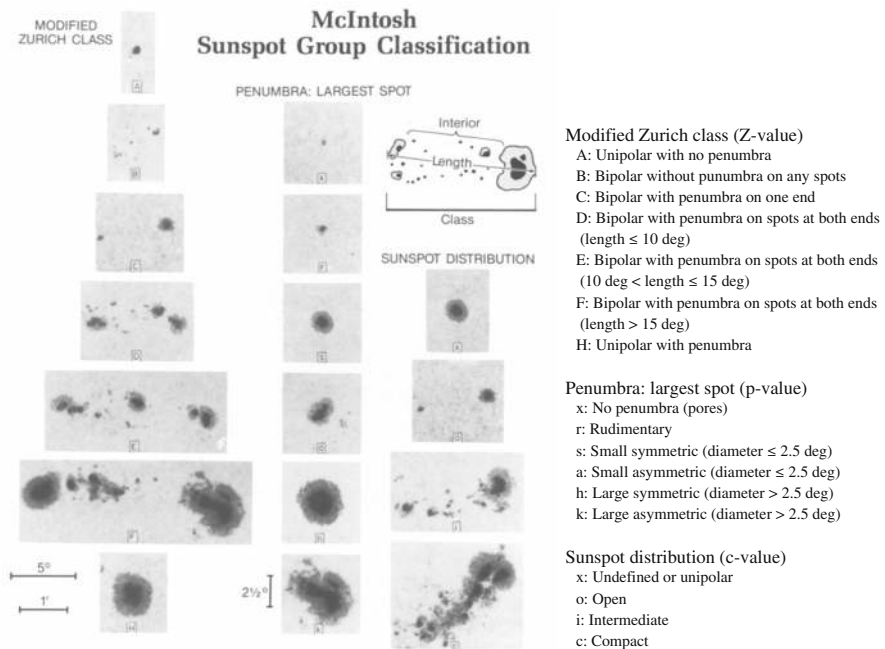 McIntosh
Sunspot Group Classification
MODIFIED
ZURICH CLASS
A
B
C
D
E
F
H
5°
1'
PENUMBRA: LARGEST SPOT
x
r
s
a
h
k
2½°
Interior
Length
Class
SUNSPOT DISTRIBUTION
x
o
i
c
Modified Zurich class (Z-value)
A: Unipolar with no penumbra
B: Bipolar without punumbra on any spots
C: Bipolar with penumbra on one end
D: Bipolar with penumbra on spots at both ends
(length ≤ 10 deg)
E: Bipolar with penumbra on spots at both ends
(10 deg < length ≤ 15 deg)
F: Bipolar with penumbra on spots at both ends
(length > 15 deg)
H: Unipolar with penumbra
Penumbra: largest spot (p-value)
x: No penumbra (pores)
r: Rudimentary
s: Small symmetric (diameter ≤ 2.5 deg)
a: Small asymmetric (diameter ≤ 2.5 deg)
h: Large symmetric (diameter > 2.5 deg)
k: Large asymmetric (diameter > 2.5 deg)
Sunspot distribution (c-value)
x: Undefined or unipolar
o: Open
i: Intermediate
c: Compact